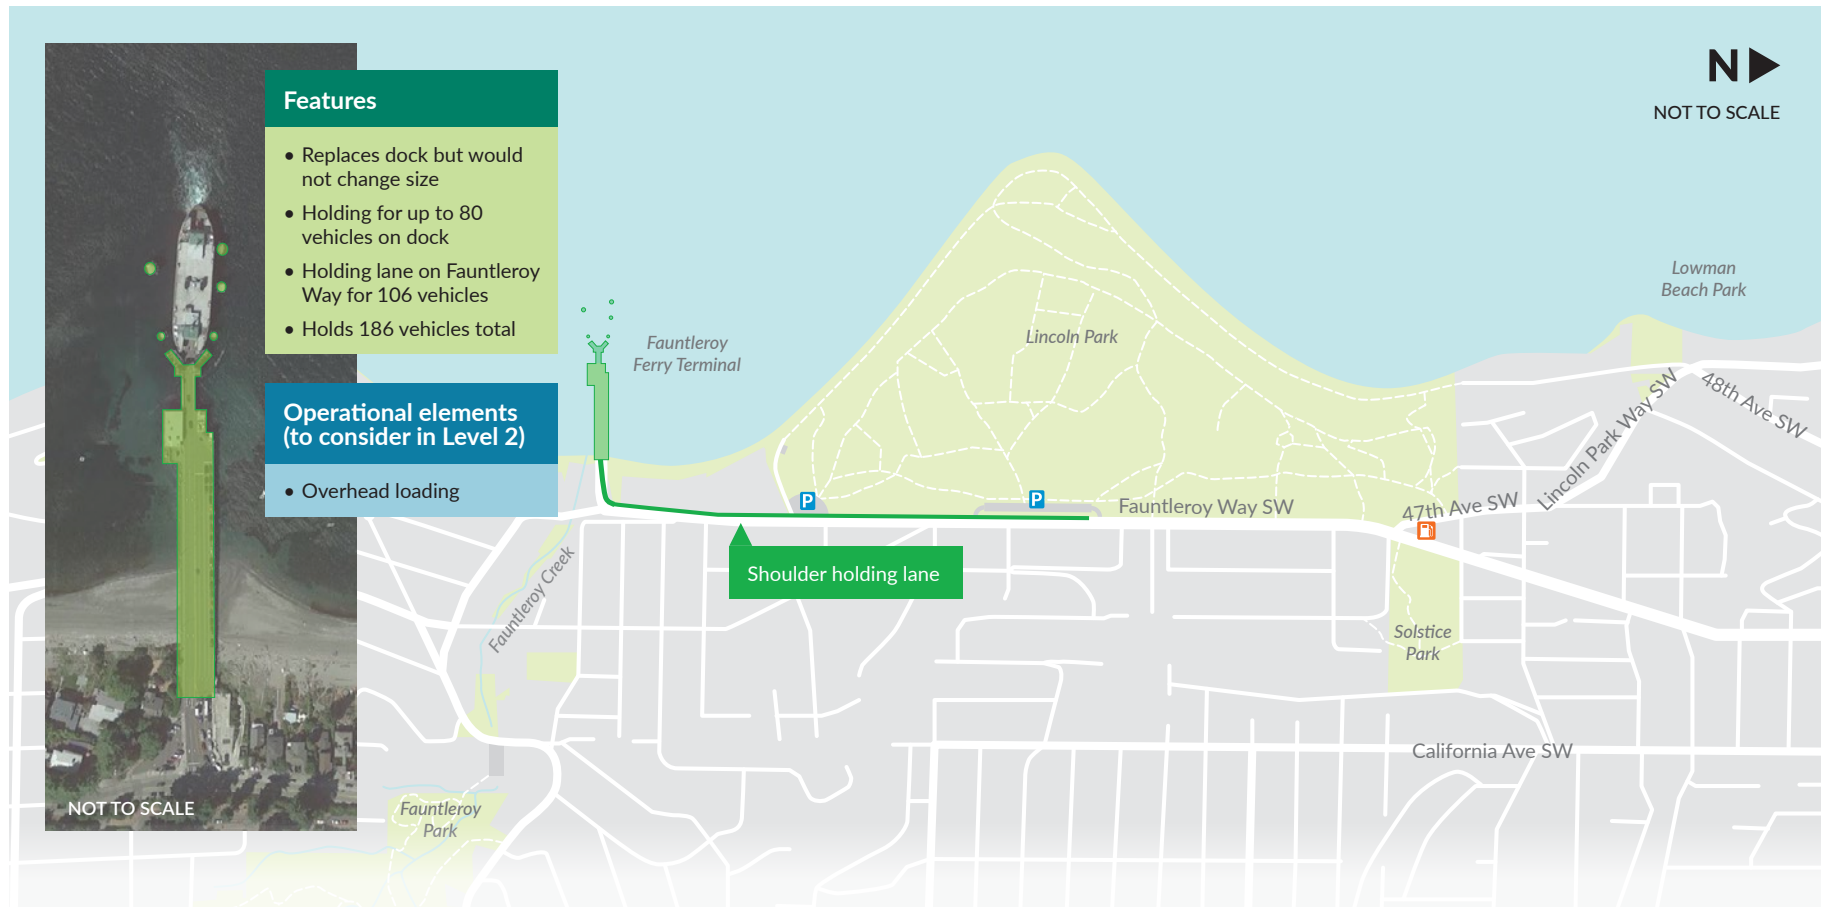 Features
• Replaces dock but would
not change size
• Holding for up to 80
vehicles on dock
• Holding lane on Fauntleroy
Way for 106 vehicles
• Holds 186 vehicles total
Operational elements
(to consider in Level 2)
• Overhead loading
NOT TO SCALE
N
NOT TO SCALE
Fauntleroy
Ferry Terminal
Lincoln Park
Lowman
Beach Park
P
P
Fauntleroy Way SW
47th Ave SW
Lincoln Park Way SW
48th Ave SW
Shoulder holding lane
Fauntleroy Creek
Solstice
Park
California Ave SW
Fauntleroy
Park